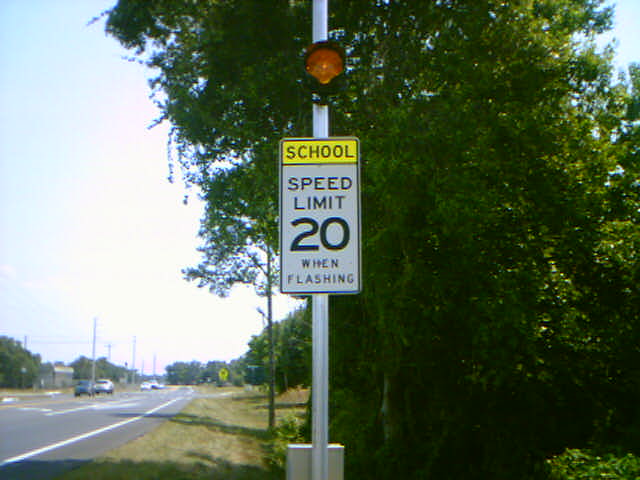 SCHOOL
SPEED
LIMIT
20
WHEN
FLASHING